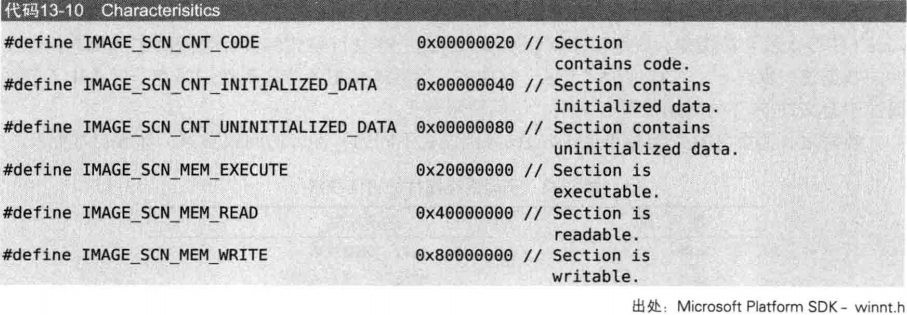 代码13-10 Characterisitics
#define IMAGE_SCN_CNT_CODE 0x00000020 // Section
contains code.
#define IMAGE_SCN_CNT_INITIALIZED_DATA 0x00000040 // Section contains
initialized data.
#define IMAGE_SCN_CNT_UNINITIALIZED_DATA 0x00000080 // Section contains
uninitialized data.
#define IMAGE_SCN_MEM_EXECUTE 0x20000000 // Section is
executable.
#define IMAGE_SCN_MEM_READ 0x40000000 // Section is
readable.
#define IMAGE_SCN_MEM_WRITE 0x80000000 // Section is
writable.
出处：Microsoft Platform SDK - winnt.h